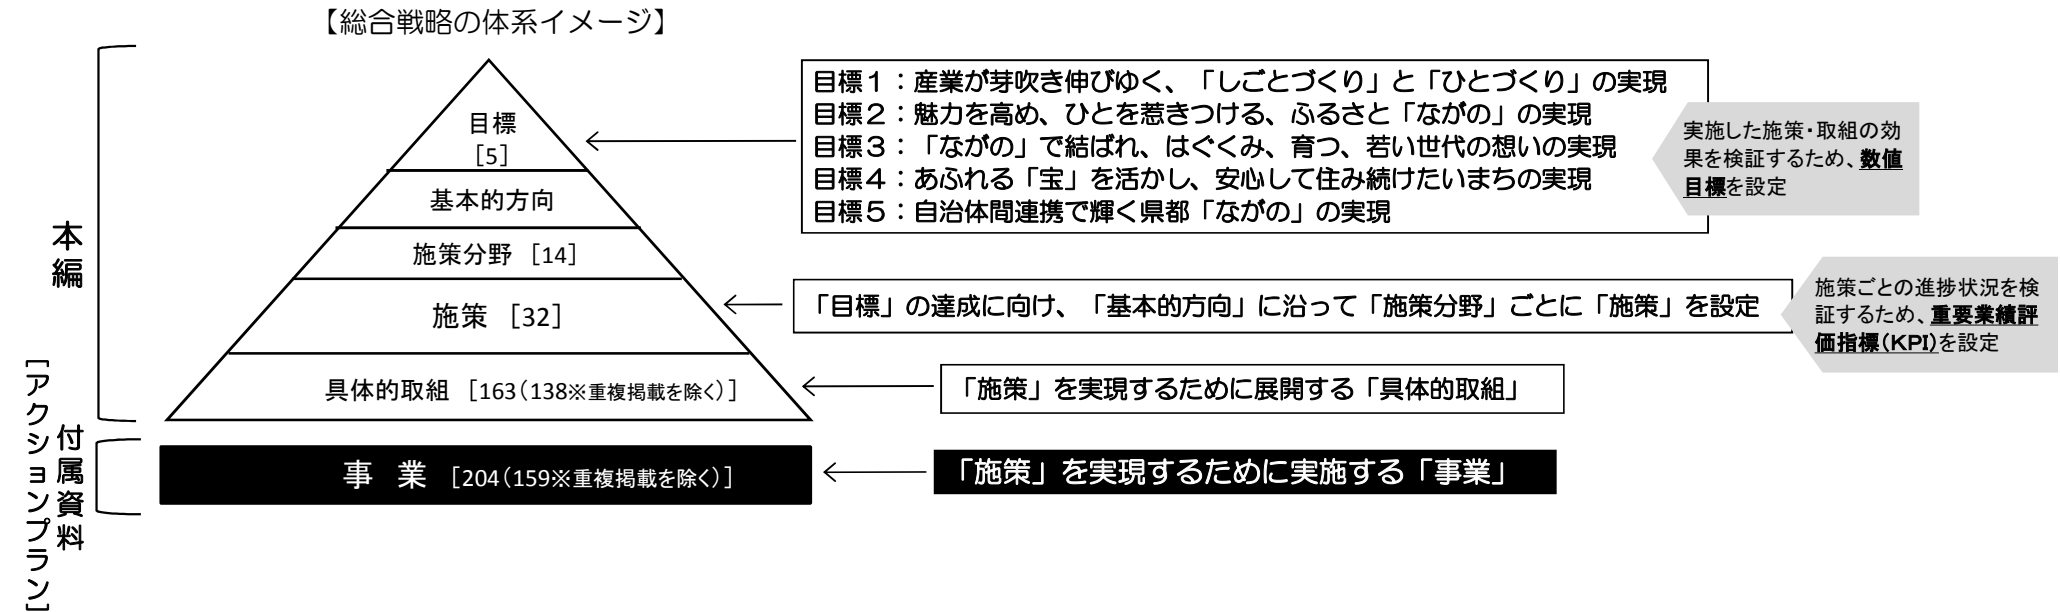 【総合戦略の体系イメージ】
本編
目標
[5]
基本的方向
施策分野 [14]
施策 [32]
具体的取組 [163(138※重複掲載を除く)]
目標1：産業が芽吹き伸びゆく、「しごとづくり」と「ひとづくり」の実現
目標2：魅力を高め、ひとを惹きつける、ふるさと「ながの」の実現
目標3：「ながの」で結ばれ、はぐくみ、育つ、若い世代の想いの実現
目標4：あふれる「宝」を活かし、安心して住み続けたいまちの実現
目標5：自治体間連携で輝く県都「ながの」の実現
実施した施策・取組の効
果を検証するため、数値
目標を設定
「目標」の達成に向け、「基本的方向」に沿って「施策分野」ごとに「施策」を設定
施策ごとの進捗状況を検
証するため、重要業績評
価指標(KPI)を設定
「施策」を実現するために展開する「具体的取組」
付属資料
[アクションプラン]
事 業 [204(159※重複掲載を除く)]
「施策」を実現するために実施する「事業」